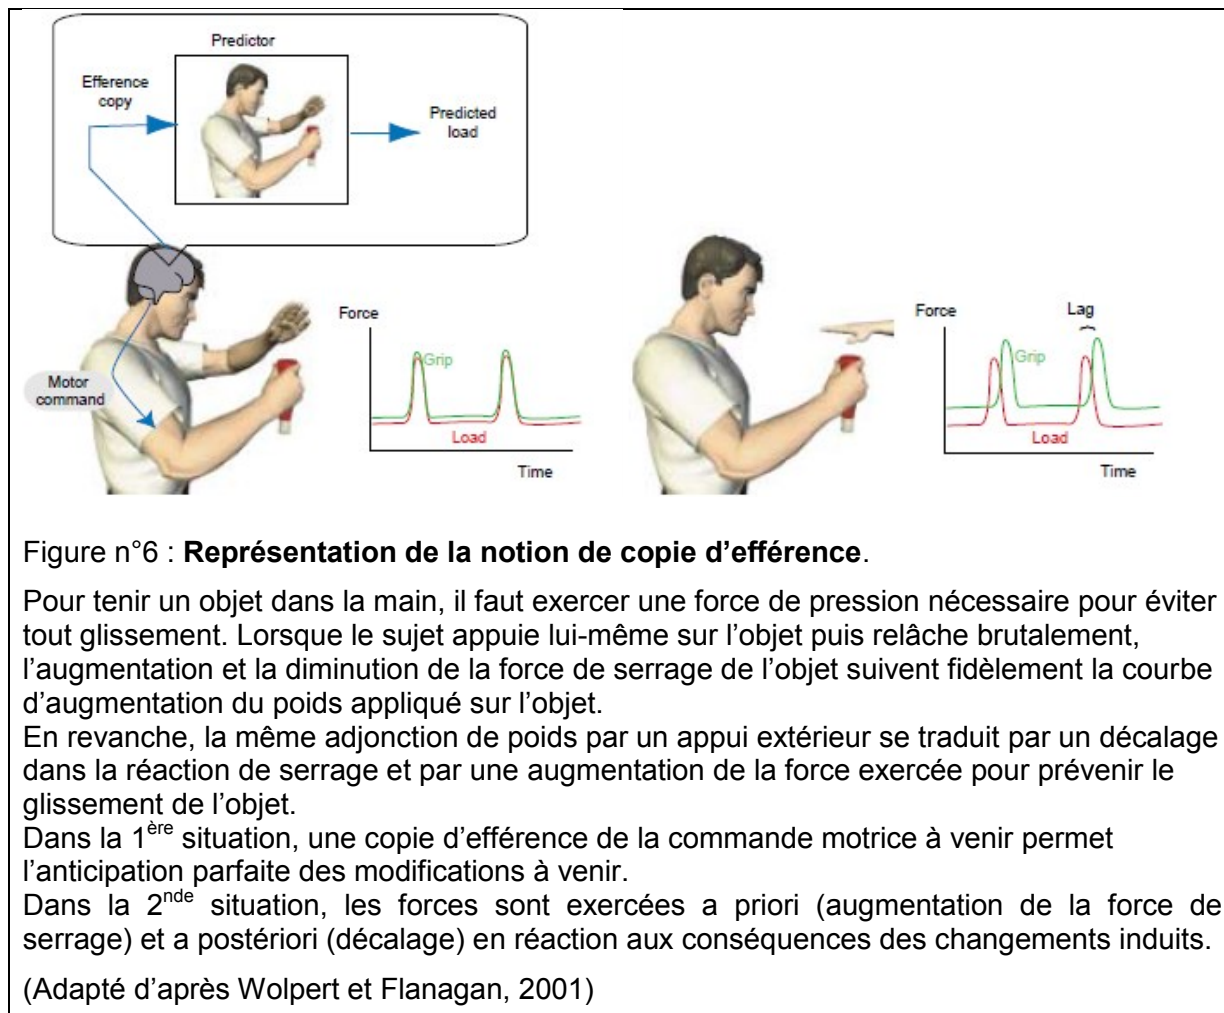 Predictor
Efference
copy
Predicted
load
Motor
command
Force
Grip
Load
Time
Force
Lag
Grip
Load
Time
Figure n°6 : Représentation de la notion de copie d’efférence.
Pour tenir un objet dans la main, il faut exercer une force de pression nécessaire pour éviter
tout glissement. Lorsque le sujet appuie lui-même sur l’objet puis relâche brutalement,
l’augmentation et la diminution de la force de serrage de l’objet suivent fidèlement la courbe
d’augmentation du poids appliqué sur l’objet.
En revanche, la même adjonction de poids par un appui extérieur se traduit par un décalage
dans la réaction de serrage et par une augmentation de la force exercée pour prévenir le
glissement de l’objet.
Dans la 1ère situation, une copie d’efférence de la commande motrice à venir permet
l’anticipation parfaite des modifications à venir.
Dans la 2nde situation, les forces sont exercées a priori (augmentation de la force de
serrage) et a postériori (décalage) en réaction aux conséquences des changements induits.
(Adapté d’après Wolpert et Flanagan, 2001)